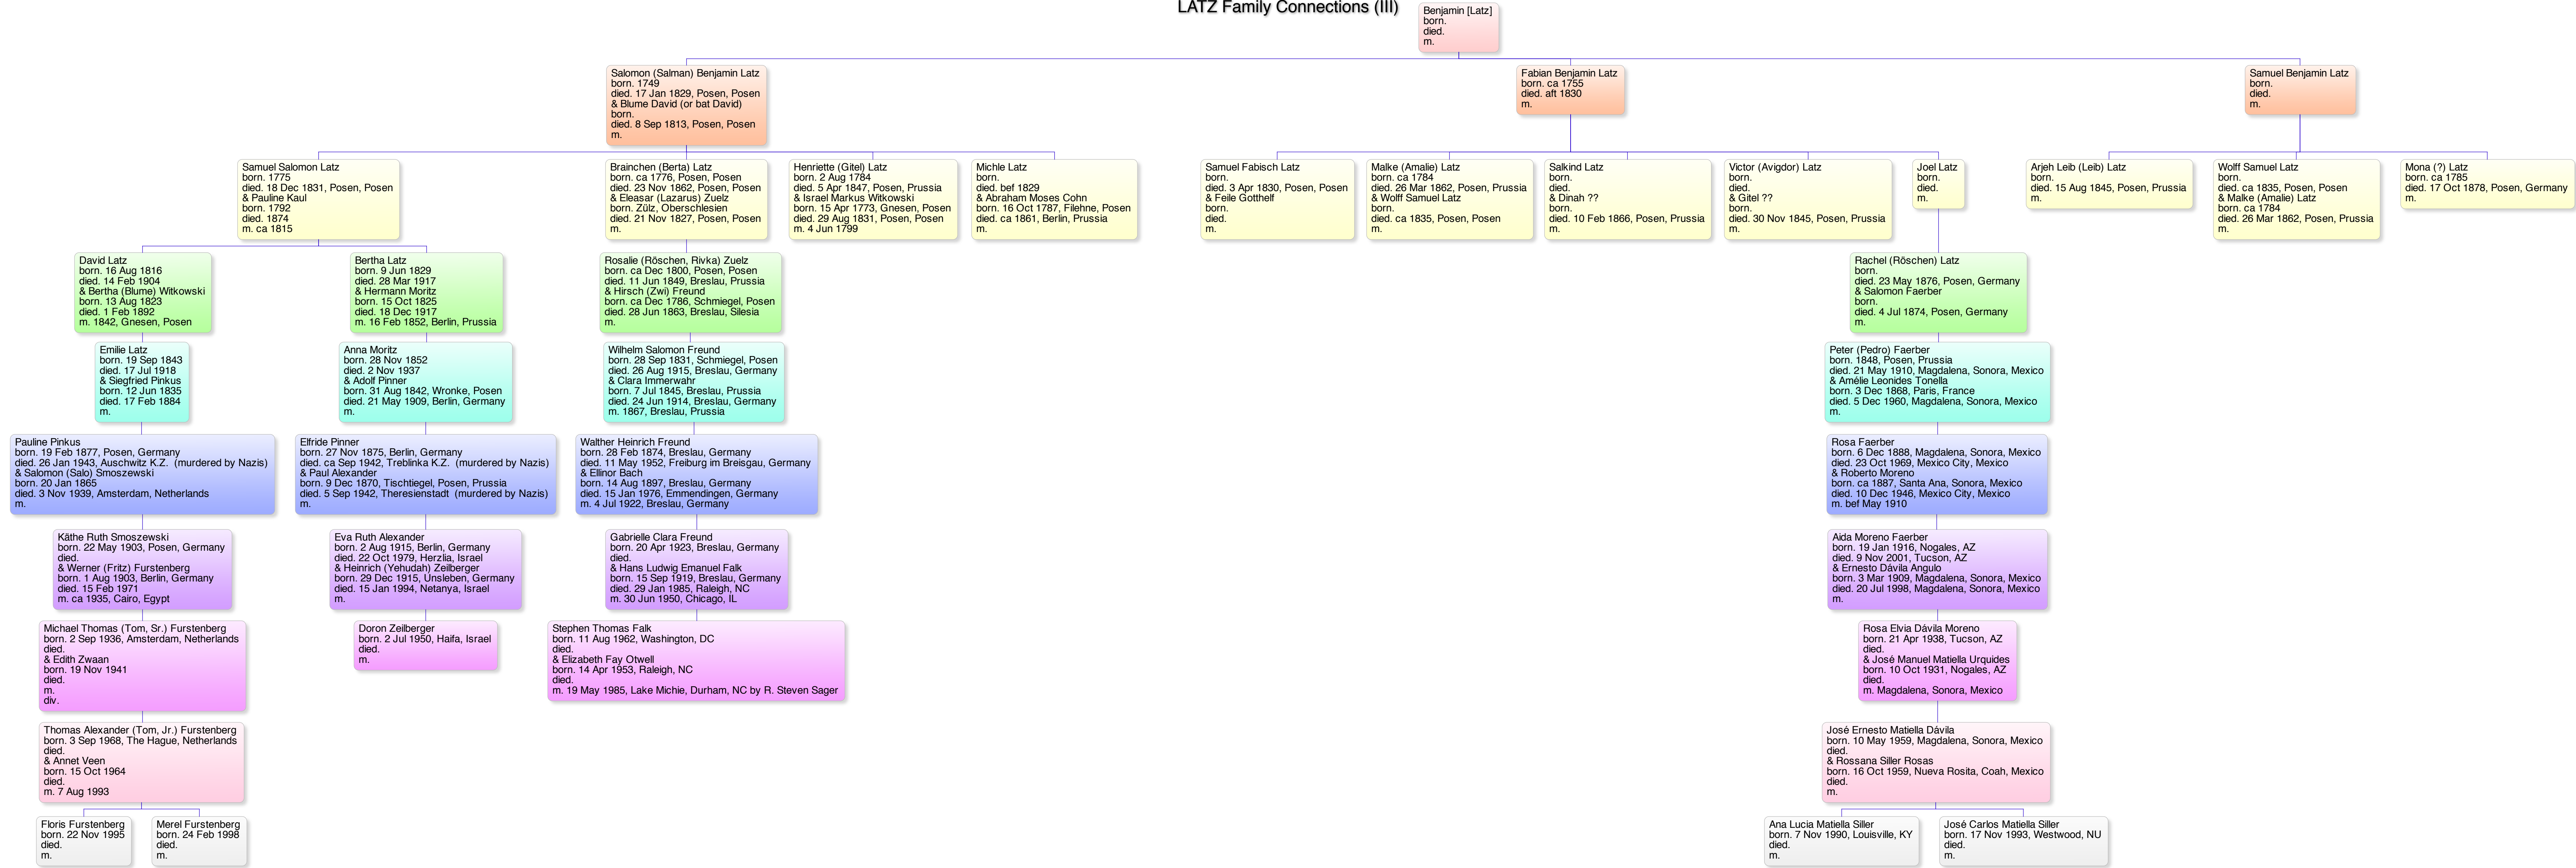 LATZ Family Connections (III)
Benjamin [Latz]
born.
died.
m.
Salomon (Salman) Benjamin Latz
born. 1749
died. 17 Jan 1829, Posen, Posen
& Blume David (or bat David)
born.
died. 8 Sep 1813, Posen, Posen
m.
Fabian Benjamin Latz
born. ca 1755
died. aft 1830
m.
Samuel Benjamin Latz
born.
died.
m.
Samuel Salomon Latz
born. 1775
died. 18 Dec 1831, Posen, Posen
& Pauline Kaul
born. 1792
died. 1874
m. ca 1815
Brainchen (Berta) Latz
born. ca 1776, Posen, Posen
died. 23 Nov 1862, Posen, Posen
& Eleasar (Lazarus) Zuelz
born. Zülz, Oberschlesien
died. 21 Nov 1827, Posen, Posen
m.
Henriette (Gitel) Latz
born. 2 Aug 1784
died. 5 Apr 1847, Posen, Prussia
& Israel Markus Witkowski
born. 15 Apr 1773, Gnesen, Posen
died. 29 Aug 1831, Posen, Posen
m. 4 Jun 1799
Michle Latz
born.
died. bef 1829
& Abraham Moses Cohn
born. 16 Oct 1787, Filehne, Posen
died. ca 1861, Berlin, Prussia
m.
Samuel Fabisch Latz
born.
died. 3 Apr 1830, Posen, Posen
& Feile Gotthelf
born.
died.
m.
Malke (Amalie) Latz
born. ca 1784
died. 26 Mar 1862, Posen, Prussia
& Wolff Samuel Latz
born.
died. ca 1835, Posen, Posen
m.
Salkind Latz
born.
died.
& Dinah ??
born.
died. 10 Feb 1866, Posen, Prussia
m.
Victor (Avigdor) Latz
born.
died.
& Gitel ??
born.
died. 30 Nov 1845, Posen, Prussia
m.
Joel Latz
born.
died.
m.
Arjeh Leib (Leib) Latz
born.
died. 15 Aug 1845, Posen, Prussia
m.
Wolff Samuel Latz
born.
died. ca 1835, Posen, Posen
& Malke (Amalie) Latz
born. ca 1784
died. 26 Mar 1862, Posen, Prussia
m.
Mona (?) Latz
born. ca 1785
died. 17 Oct 1878, Posen, Germany
m.
David Latz
born. 16 Aug 1816
died. 14 Feb 1904
& Bertha (Blume) Witkowski
born. 13 Aug 1823
died. 1 Feb 1892
m. 1842, Gnesen, Posen
Bertha Latz
born. 9 Jun 1829
died. 28 Mar 1917
& Hermann Moritz
born. 15 Oct 1825
died. 18 Dec 1917
m. 16 Feb 1852, Berlin, Prussia
Rosalie (Röschen, Rivka) Zuelz
born. ca Dec 1800, Posen, Posen
died. 11 Jun 1849, Breslau, Prussia
& Hirsch (Zwi) Freund
born. ca Dec 1786, Schmiegel, Posen
died. 28 Jun 1863, Breslau, Silesia
m.
Rachel (Röschen) Latz
born.
died. 23 May 1876, Posen, Germany
& Salomon Faerber
born.
died. 4 Jul 1874, Posen, Germany
m.
Emilie Latz
born. 19 Sep 1843
died. 17 Jul 1918
& Siegfried Pinkus
born. 12 Jun 1835
died. 17 Feb 1884
m.
Anna Moritz
born. 28 Nov 1852
died. 2 Nov 1937
& Adolf Pinner
born. 31 Aug 1842, Wronke, Posen
died. 21 May 1909, Berlin, Germany
m.
Wilhelm Salomon Freund
born. 28 Sep 1831, Schmiegel, Posen
died. 26 Aug 1915, Breslau, Germany
& Clara Immerwahr
born. 7 Jul 1845, Breslau, Prussia
died. 24 Jun 1914, Breslau, Germany
m. 1867, Breslau, Prussia
Peter (Pedro) Faerber
born. 1848, Posen, Prussia
died. 21 May 1910, Magdalena, Sonora, Mexico
& Amélie Leonides Tonella
born. 3 Dec 1868, Paris, France
died. 5 Dec 1960, Magdalena, Sonora, Mexico
m.
Pauline Pinkus
born. 19 Feb 1877, Posen, Germany
died. 26 Jan 1943, Auschwitz K.Z. (murdered by Nazis)
& Salomon (Salo) Smoszewski
born. 20 Jan 1865
died. 3 Nov 1939, Amsterdam, Netherlands
m.
Elfride Pinner
born. 27 Nov 1875, Berlin, Germany
died. ca Sep 1942, Treblinka K.Z. (murdered by Nazis)
& Paul Alexander
born. 9 Dec 1870, Tischtiegel, Posen, Prussia
died. 5 Sep 1942, Theresienstadt (murdered by Nazis)
m.
Walther Heinrich Freund
born. 28 Feb 1874, Breslau, Germany
died. 11 May 1952, Freiburg im Breisgau, Germany
& Ellinor Bach
born. 14 Aug 1897, Breslau, Germany
died. 15 Jan 1976, Emmendingen, Germany
m. 4 Jul 1922, Breslau, Germany
Rosa Faerber
born. 6 Dec 1888, Magdalena, Sonora, Mexico
died. 23 Oct 1969, Mexico City, Mexico
& Roberto Moreno
born. ca 1887, Santa Ana, Sonora, Mexico
died. 10 Dec 1946, Mexico City, Mexico
m. bef May 1910
Käthe Ruth Smoszewski
born. 22 May 1903, Posen, Germany
died.
& Werner (Fritz) Furstenberg
born. 1 Aug 1903, Berlin, Germany
died. 15 Feb 1971
m. ca 1935, Cairo, Egypt
Eva Ruth Alexander
born. 2 Aug 1915, Berlin, Germany
died. 22 Oct 1979, Herzlia, Israel
& Heinrich (Yehudah) Zeilberger
born. 29 Dec 1915, Unsleben, Germany
died. 15 Jan 1994, Netanya, Israel
m.
Gabrielle Clara Freund
born. 20 Apr 1923, Breslau, Germany
died.
& Hans Ludwig Emanuel Falk
born. 15 Sep 1919, Breslau, Germany
died. 29 Jan 1985, Raleigh, NC
m. 30 Jun 1950, Chicago, IL
Aida Moreno Faerber
born. 19 Jan 1916, Nogales, AZ
died. 9 Nov 2001, Tucson, AZ
& Ernesto Dávila Angulo
born. 3 Mar 1909, Magdalena, Sonora, Mexico
died. 20 Jul 1998, Magdalena, Sonora, Mexico
m.
Michael Thomas (Tom, Sr.) Furstenberg
born. 2 Sep 1936, Amsterdam, Netherlands
died.
& Edith Zwaan
born. 19 Nov 1941
died.
m.
div.
Doron Zeilberger
born. 2 Jul 1950, Haifa, Israel
died.
m.
Stephen Thomas Falk
born. 11 Aug 1962, Washington, DC
died.
& Elizabeth Fay Otwell
born. 14 Apr 1953, Raleigh, NC
died.
m. 19 May 1985, Lake Michie, Durham, NC by R. Steven Sager
Rosa Elvia Dávila Moreno
born. 21 Apr 1938, Tucson, AZ
died.
& José Manuel Matiella Urquides
born. 10 Oct 1931, Nogales, AZ
died.
m. Magdalena, Sonora, Mexico
Thomas Alexander (Tom, Jr.) Furstenberg
born. 3 Sep 1968, The Hague, Netherlands
died.
& Annet Veen
born. 15 Oct 1964
died.
m. 7 Aug 1993
José Ernesto Matiella Dávila
born. 10 May 1959, Magdalena, Sonora, Mexico
died.
& Rossana Siller Rosas
born. 16 Oct 1959, Nueva Rosita, Coah, Mexico
died.
m.
Floris Furstenberg
born. 22 Nov 1995
died.
m.
Merel Furstenberg
born. 24 Feb 1998
died.
m.
Ana Lucia Matiella Siller
born. 7 Nov 1990, Louisville, KY
died.
m.
José Carlos Matiella Siller
born. 17 Nov 1993, Westwood, NU
died.
m.